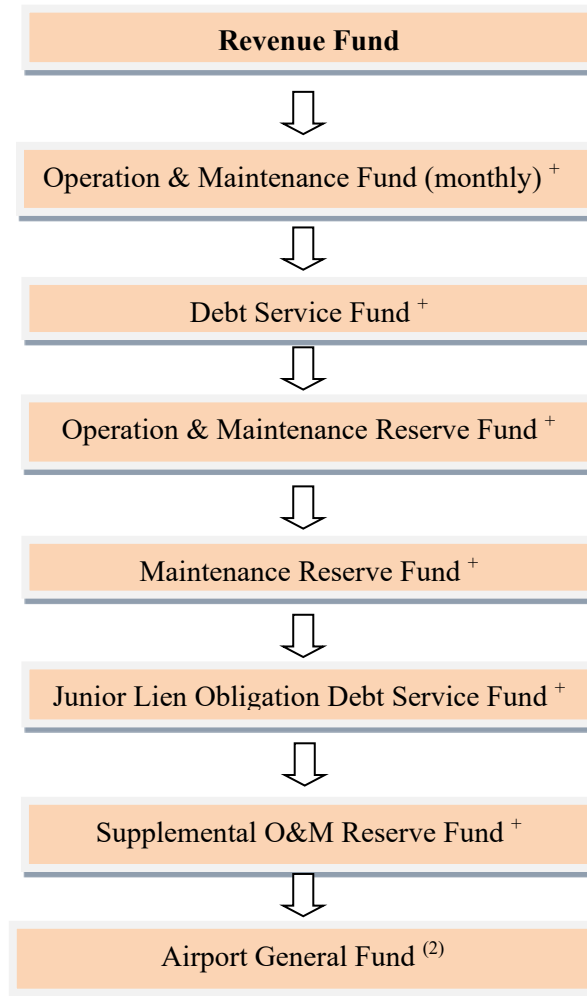 Revenue Fund
Operation & Maintenance Fund (monthly) +
Debt Service Fund +
Operation & Maintenance Reserve Fund +
Maintenance Reserve Fund +
Junior Lien Obligation Debt Service Fund +
Supplemental O&M Reserve Fund +
Airport General Fund (2)